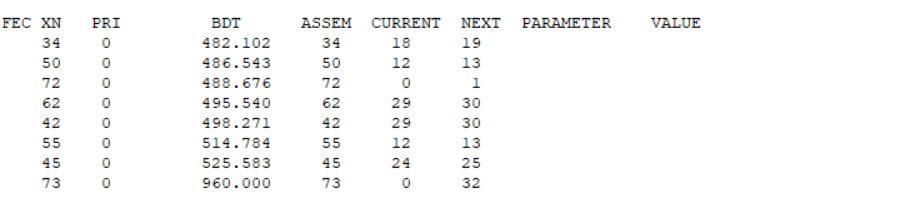 FEC XN PRI BDT ASSEM CURRENT NEXT PARAMETER VALUE
34 0 482.102 34 18 19
50 0 486.543 50 12 13
72 0 488.676 72 0 1
62 0 495.540 62 29 30
42 0 498.271 42 29 30
55 0 514.784 55 12 13
45 0 525.583 45 24 25
73 0 960.000 73 0 32